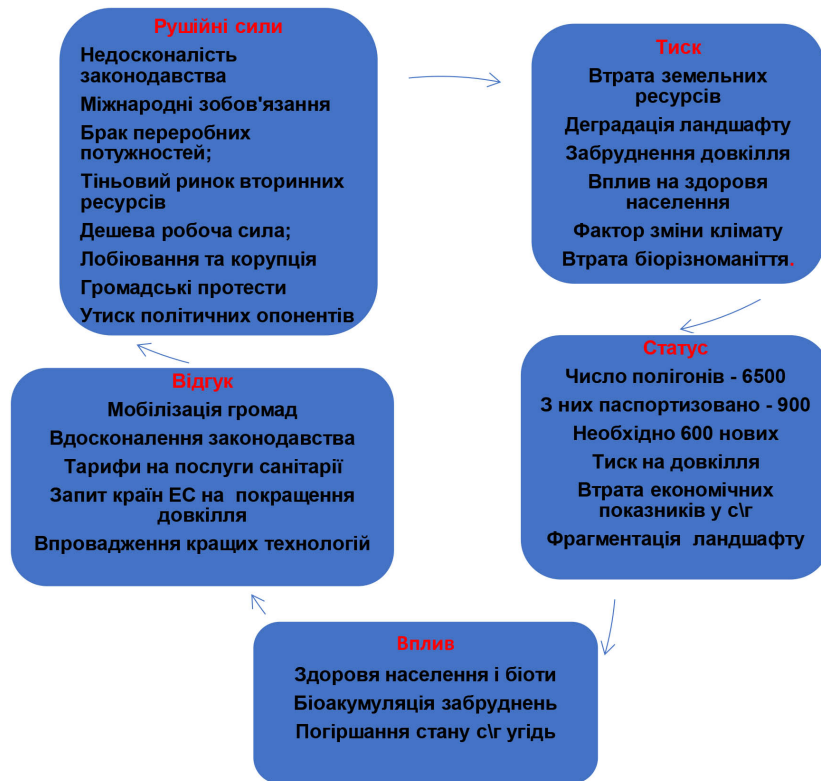 Рушійні сили
Недосконалість
законодавства
Міжнародні зобов'язання
Брак переробних
потужностей;
Тіньовий ринок вторинних
ресурсів
Дешева робоча сила;
Лобіювання та корупція
Громадські протести
Утиск політичних опонентів
Тиск
Втрата земельних
ресурсів
Деградація ландшафту
Забруднення довкілля
Вплив на здоровя
населення
Фактор зміни клімату
Втрата біорізноманіття.
Статус
Число полігонів - 6500
З них паспортизовано - 900
Необхідно 600 нових
Тиск на довкілля
Втрата економічних
показників у с\г
Фрагментація ландшафту
Вплив
Здоровя населення і біоти
Біоакумуляція забруднень
Погіршання стану с\г угідь
Відгук
Мобілізація громад
Вдосконалення законодавства
Тарифи на послуги санітарії
Запит країн ЕС на покращення
довкілля
Впровадження кращих технологій